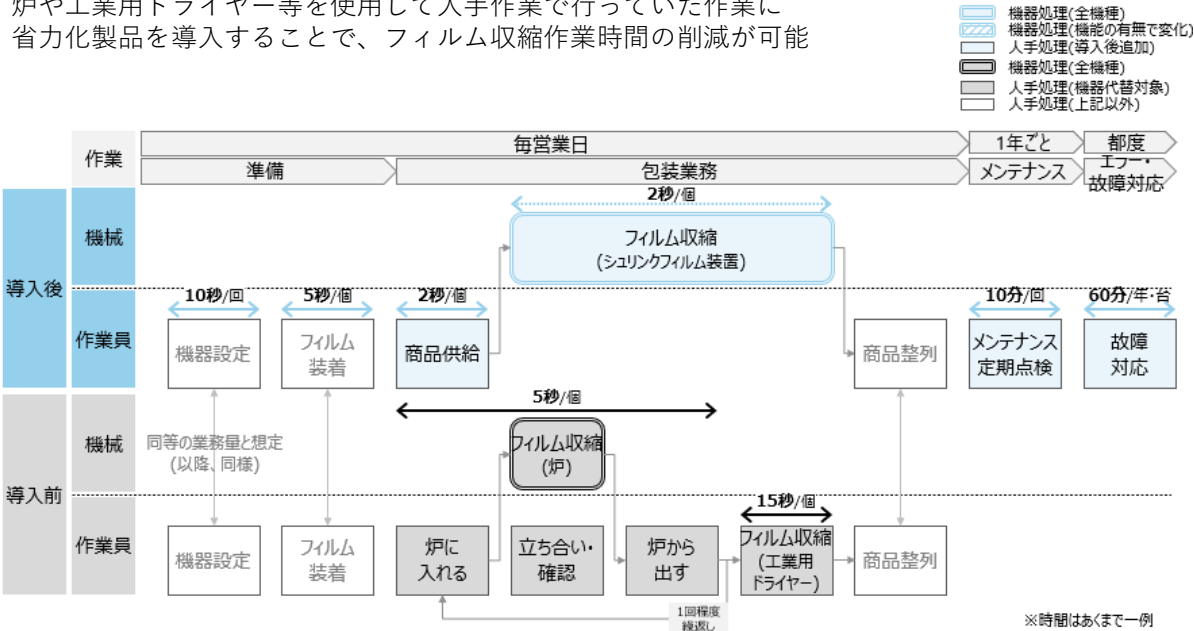 炉や工業用ドライヤー等を使用して人手作業で行っていた作業に
省力化製品を導入することで、フィルム収縮作業時間の削減が可能
機器処理(全機種)
機器処理(機能の有無で変化)
人手処理(導入後追加)
機器処理(全機種)
人手処理(機器代替対象)
人手処理(上記以外)
作業
毎営業日
1年ごと
都度
準備
包装業務
メンテナンス
エラー・
故障対応
導入後
機械
2秒/個
フィルム収縮
(シュリンクフィルム装置)
作業員
10秒/回
5秒/個
2秒/個
10分/回
60分/年・台
機器設定
フィルム
装着
商品供給
商品整列
メンテナンス
定期点検
故障
対応
導入前
機械
同等の業務量と想定
(以降、同様)
5秒/個
フィルム収縮
(炉)
作業員
15秒/個
機器設定
フィルム
装着
炉に
入れる
立ち合い・
確認
炉から
出す
フィルム収縮
(工業用
ドライヤー)
商品整列
1回程度
繰返し
※時間はあくまで一例